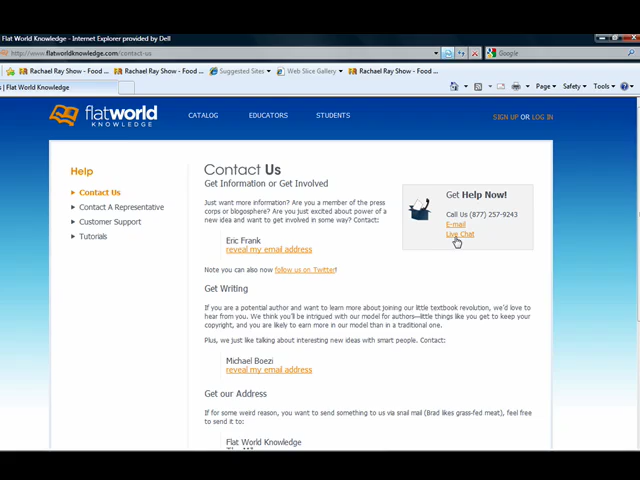 Flat World Knowledge - Internet Explorer provided by Dell
http://www.flatworldknowledge.com/contact-us
Google
Rachael Ray Show - Food ... Rachael Ray Show - Food ... Suggested Sites Web Slice Gallery Rachael Ray Show - Food ...
| Flat World Knowledge
Page Safety Tools
flatworld
KNOWLEDGE
CATALOG EDUCATORS STUDENTS
SIGN UP OR LOG IN
Help
Contact Us
Contact A Representative
Customer Support
Tutorials
Contact Us
Get Information or Get Involved
Just want more information? Are you a member of the press
corps or blogosphere? Are you just excited about power of a
new idea and want to get involved in some way? Contact:
Eric Frank
reveal my email address
Note you can also now follow us on Twitter!
Get Writing
If you are a potential author and want to learn more about joining our little textbook revolution, we'd love to
hear from you. We think you'll be intrigued with our model for authors—little things like you get to keep your
copyright, and you are likely to earn more in our model than in a traditional one.
Plus, we just like talking about interesting new ideas with smart people. Contact:
Michael Boezi
reveal my email address
Get our Address
If for some weird reason, you want to send something to us via snail mail (Brad likes grass-fed meat), feel free
to send it to:
Flat World Knowledge
Get Help Now!
Call Us (877) 257-9243
E-mail
Live Chat